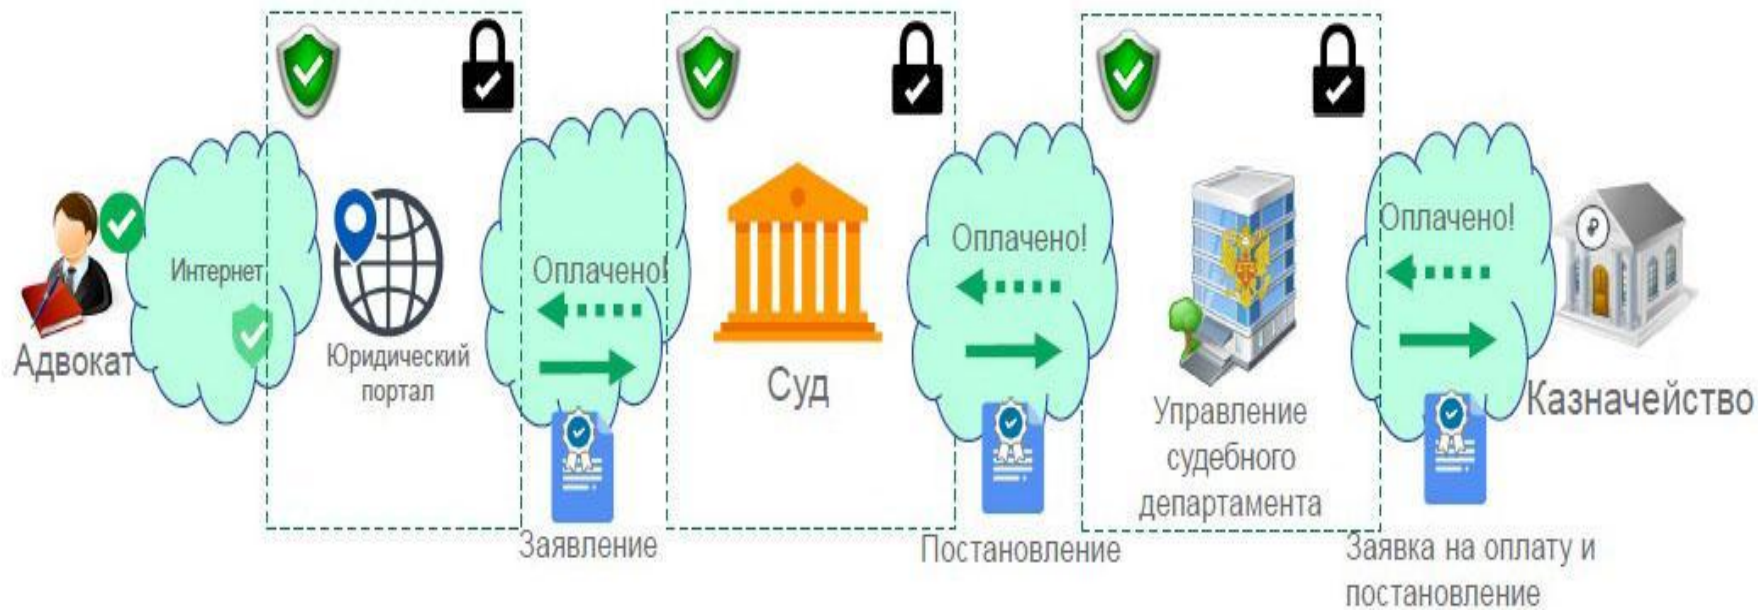 Адвокат
Интернет
Юридический
портал
Оплачено!
Заявление
Суд
Оплачено!
Постановление
Управление
судебного
департамента
Оплачено!
Заявка на оплату и
постановление
₽
Казначейство